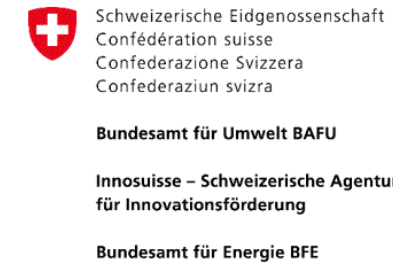 Schweizerische Eidgenossenschaft
Confédération suisse
Confederazione Svizzera
Confederaziun svizra
Bundesamt für Umwelt BAFU
Innosuisse – Schweizerische Agentur
für Innovationsförderung
Bundesamt für Energie BFE